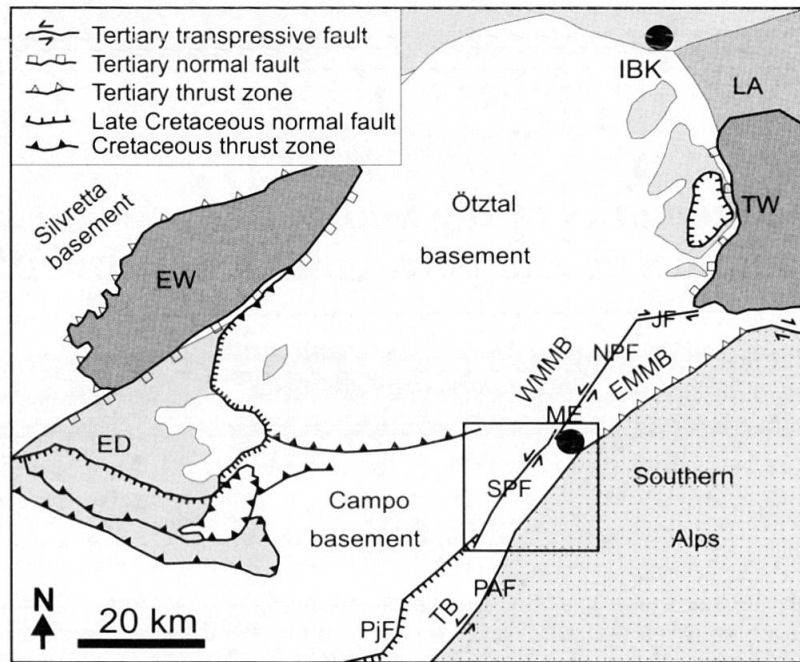 Tertiary transpressive fault
Tertiary normal fault
Tertiary thrust zone
Late Cretaceous normal fault
Cretaceous thrust zone
IBK
LA
Silvretta
basement
Ötztal
basement
TW
EW
JF
NPF
WMMB
EMMB
ME
ED
SPF
Southern
Alps
Campo
basement
PAF
TB
PjF
N
20 km